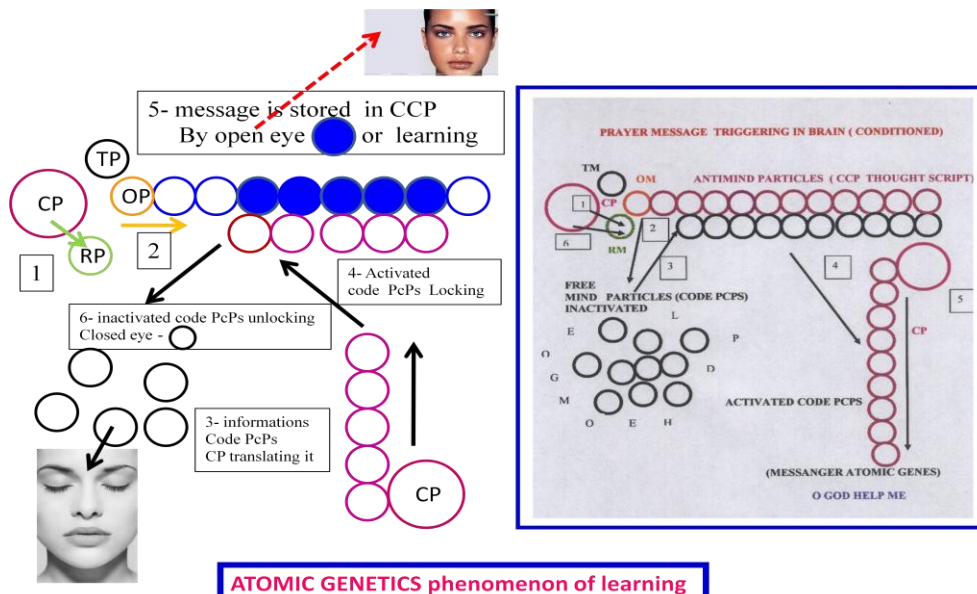 5- message is stored in CCP
By open eye or learning
TP
CP
OP
RP
1
2
4- Activated
code PcPs Locking
6- inactivated code PcPs unlocking
Closed eye -
3- informations
Code PcPs
CP translating it
CP
PRAYER MESSAGE TRIGGERING IN BRAIN ( CONDITIONED)
TM
OM
ANTIMIND PARTICLES ( CCP THOUGHT SCRIPT)
CP
1
6
RM
2
3
4
5
CP
FREE
MIND PARTICLES (CODE PCPS)
INACTIVATED
L
E
P
O
G
D
M
O
E
H
ACTIVATED CODE PCPS
(MESSANGER ATOMIC GENES)
O GOD HELP ME
ATOMIC GENETICS phenomenon of learning